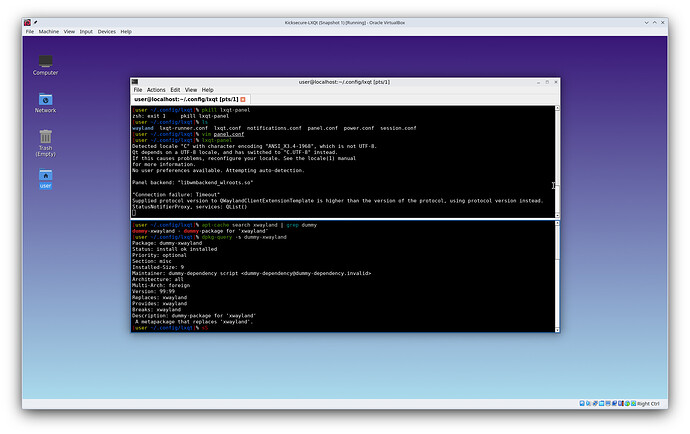 Kicksecure-LXQt (Snapshot 1) [Running] - Oracle VirtualBox
File Machine View Input Devices Help
Computer
Network
Trash
(Empty)
user
user@localhost:~/.config/lxqt [pts/1]
File Actions Edit View Help
user@localhost:~/.config/lxqt [pts/1]
[user ~/.config/lxqt]% pkill lxqt-panel
zsh: exit 1 pkill lxqt-panel
[user ~/.config/lxqt]% ls
wayland lxqt-runner.conf lxqt.conf notifications.conf panel.conf power.conf session.conf
[user ~/.config/lxqt]% vim panel.conf
[user ~/.config/lxqt]% lxqt-panel
Detected locale "C" with character encoding "ANSI_X3.4-1968", which is not UTF-8.
Qt depends on a UTF-8 locale, and has switched to "C.UTF-8" instead.
If this causes problems, reconfigure your locale. See the locale(1) manual
for more information.
No user preferences available. Attempting auto-detection.
Panel backend: "libwmbackend_wlroots.so"
"Connection failure: Timeout"
Supplied protocol version to QWaylandClientExtensionTemplate is higher than the version of the protocol, using protocol version instead.
StatusNotifierProxy, services: QList()
[user ~/.config/lxqt]% apt-cache search xwayland | grep dummy
dummy-xwayland - dummy-package for 'xwayland'
[user ~/.config/lxqt]% dpkg-query -s dummy-xwayland
Package: dummy-xwayland
Status: install ok installed
Priority: optional
Section: misc
Installed-Size: 9
Maintainer: dummy-dependency script <dummy-dependency@dummy-dependency.invalid>
Architecture: all
Multi-Arch: foreign
Version: 99:99
Replaces: xwayland
Provides: xwayland
Breaks: xwayland
Description: dummy-package for 'xwayland'
A metapackage that replaces 'xwayland'.
[user ~/.config/lxqt]%
Right Ctrl